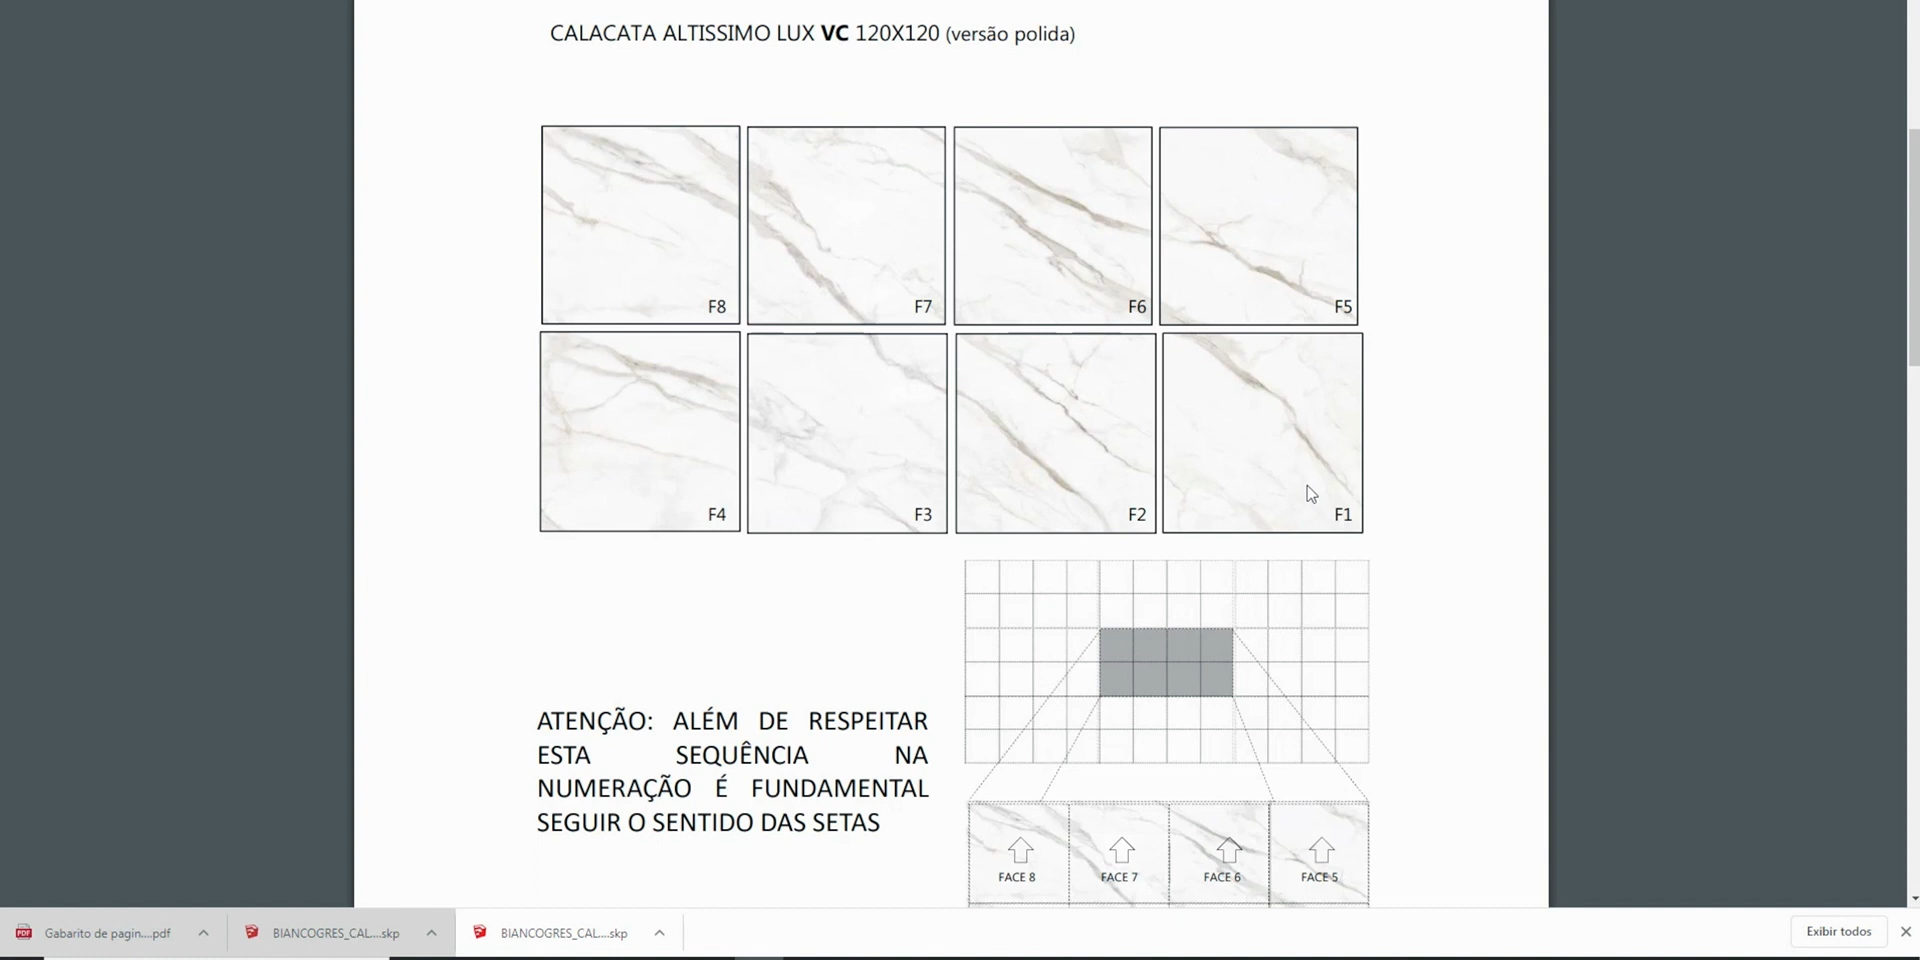 CALACATA ALTISSIMO LUX VC 120X120 (versão polida)
F8
F7
F6
F5
F4
F3
F2
F1
ATENÇÃO: ALÉM DE RESPEITAR
ESTA SEQUÊNCIA NA
NUMERAÇÃO É FUNDAMENTAL
SEGUIR O SENTIDO DAS SETAS
FACE 8
FACE 7
FACE 6
FACE 5
Gabarito de pagin....pdf
BIANCOGRES_CAL....skp
BIANCOGRES_CAL....skp
Exibir todos